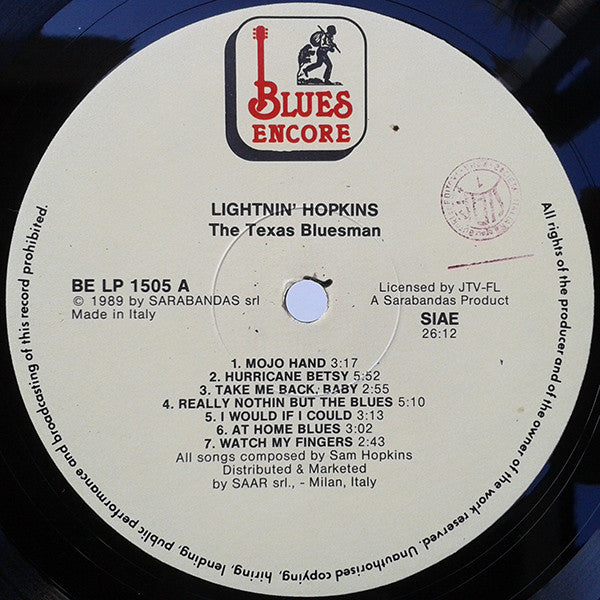 BLUES
ENCORE
LIGHTNIN' HOPKINS
The Texas Bluesman
BE LP 1505 A
© 1989 by SARABANDAS srl
Made in Italy
Licensed by JTV-FL
A Sarabandas Product
SIAE
26:12
1. MOJO HAND 3:17
2. HURRICANE BETSY 5:52
3. TAKE ME BACK, BABY 2:55
4. REALLY NOTHIN BUT THE BLUES 5:10
5. I WOULD IF I COULD 3:13
6. AT HOME BLUES 3:02
7. WATCH MY FINGERS 2:43
All songs composed by Sam Hopkins
Distributed & Marketed
by SAAR srl., - Milan, Italy
All rights of the producer and of the owner of the work reserved. Unauthorised copying, hiring, lending, public performance and broadcasting of this record prohibited.